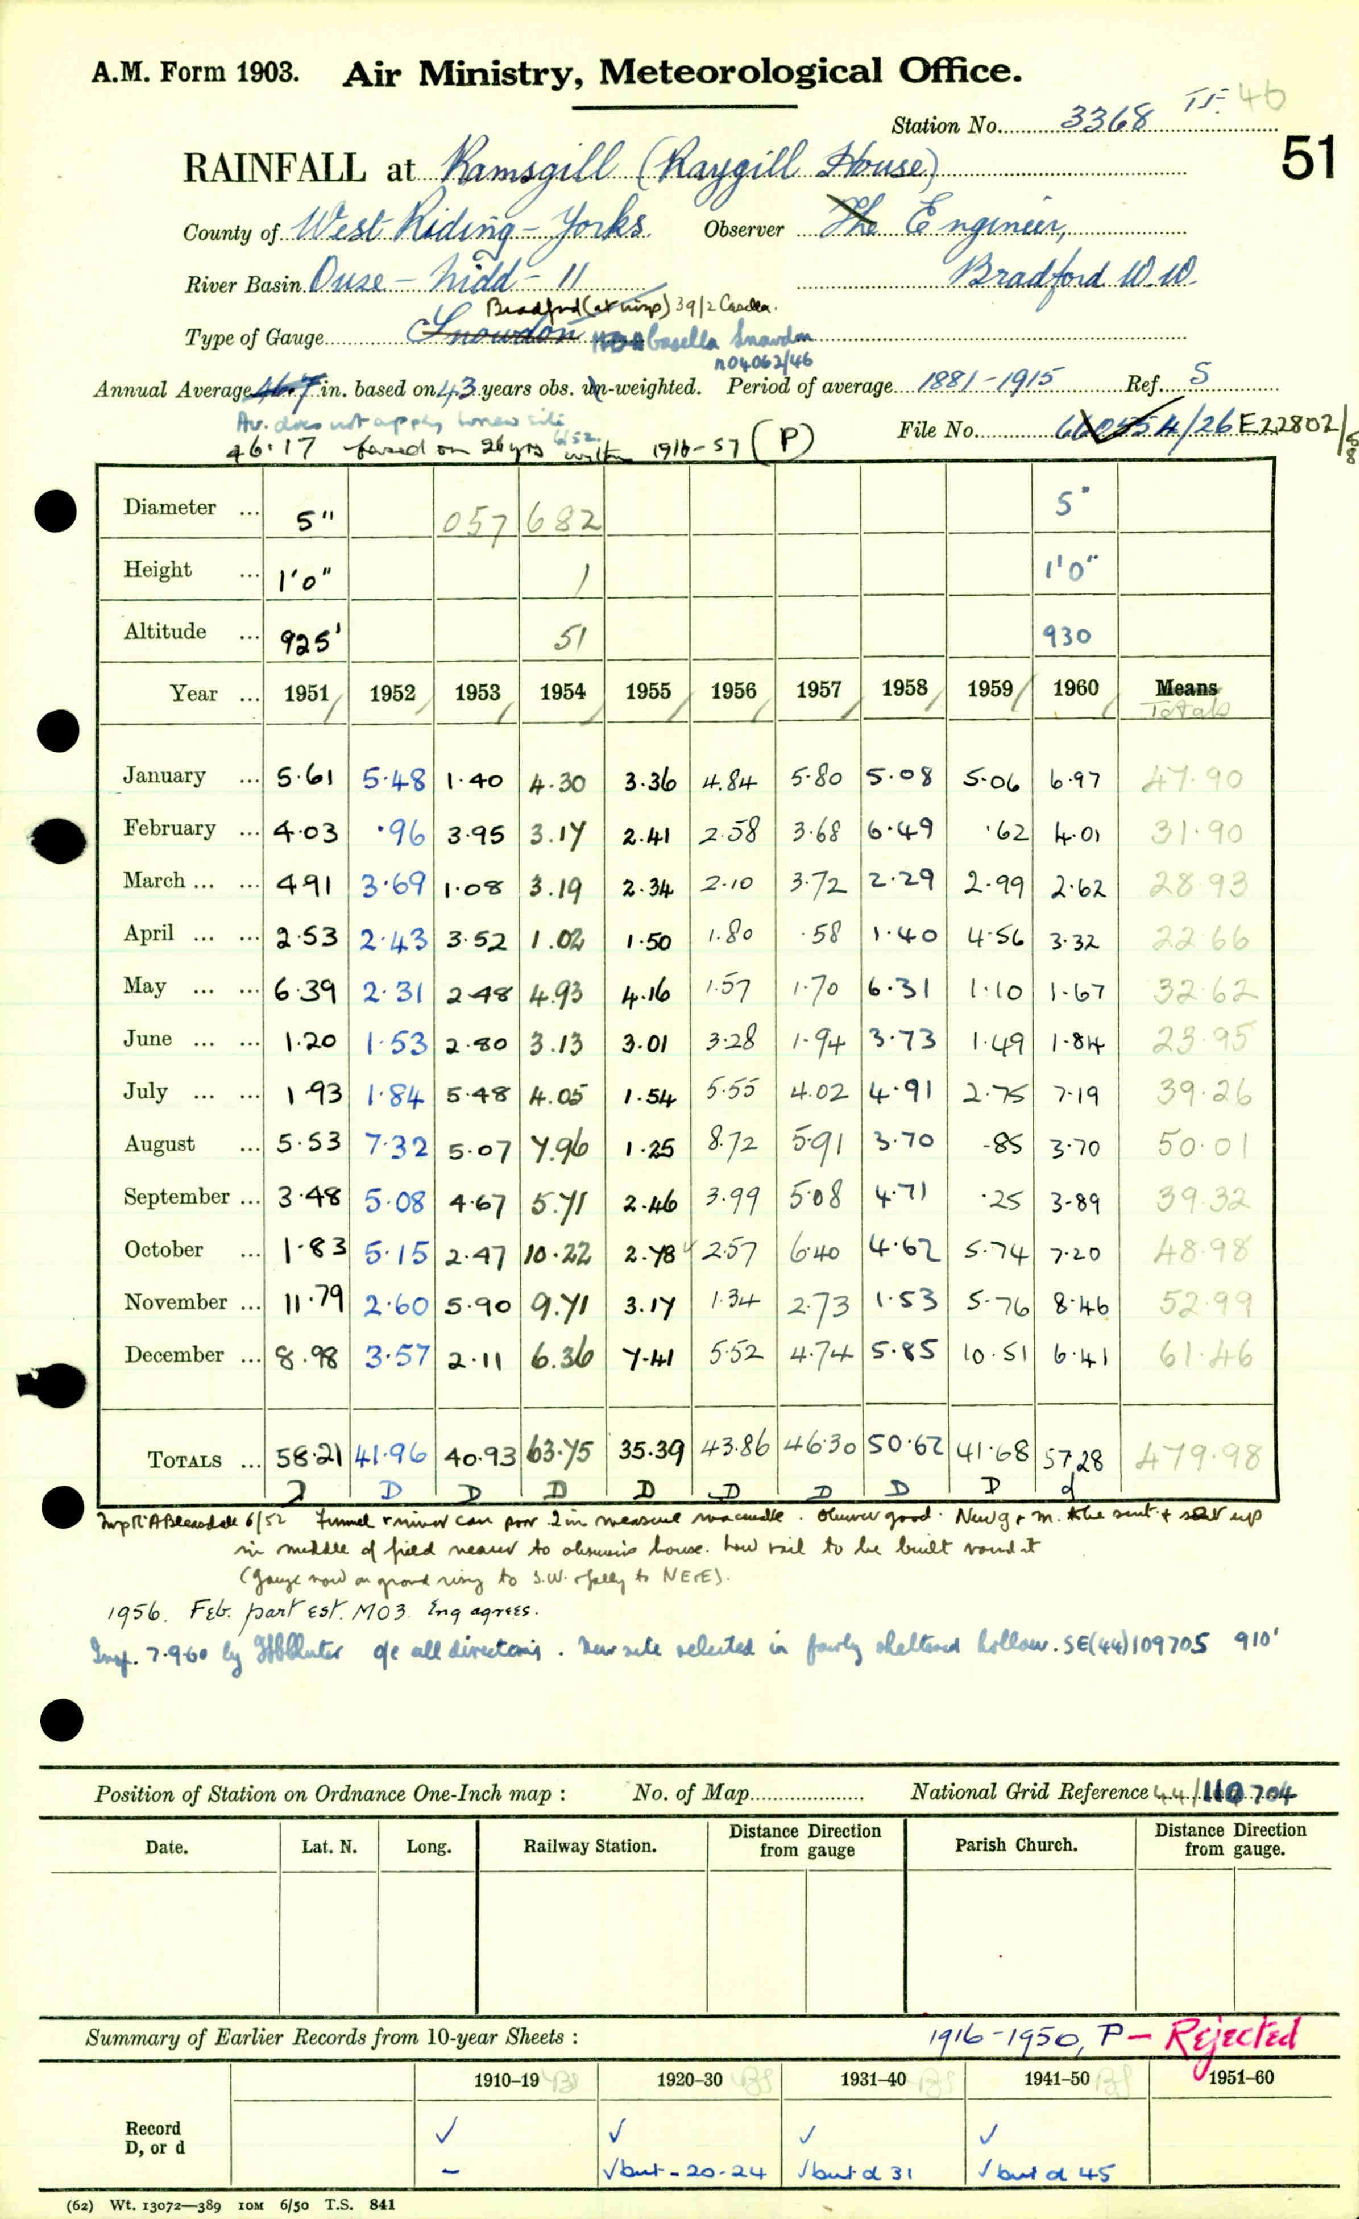 A.M. Form 1903. Air Ministry, Meteorological Office.
Station No. 3368 46
51
RAINFALL at Ramsgill (Raygill House)
County of West Riding - Yorks. Observer The Engineer,
River Basin Ouse - Nidd - 11 Bradford W.W.
Bradford (at insp) 39/2 Casella.
Type of Gauge Snowdon Casella Snowdon
no 4062/46
Annual Average 46.7 in. based on 43 years obs. Un-weighted. Period of average 1881-1915 Ref. S
Av. does not apply to new site 6/52.
46.17 based on 26 yrs within 1916-57 (P) File No. /26 E22802/58
Diameter ... 5" 057 682 5"
Height ... 1'0" 1 1'0"
Altitude ... 925' 51 930
Year ... 1951 1952 1953 1954 1955 1956 1957 1958 1959 1960 Means
Totals
January ... 5.61 5.48 1.40 4.30 3.36 4.84 5.80 5.08 5.06 6.97 47.90
February ... 4.03 .96 3.95 3.17 2.41 2.58 3.68 6.49 .62 4.01 31.90
March ... ... 4.91 3.69 1.08 3.19 2.34 2.10 3.72 2.29 2.99 2.62 28.93
April ... ... 2.53 2.43 3.52 1.02 1.50 1.80 .58 1.40 4.56 3.32 22.66
May ... ... 6.39 2.31 2.48 4.93 4.16 1.57 1.70 6.31 1.10 1.67 32.62
June ... ... 1.20 1.53 2.80 3.13 3.01 3.28 1.94 3.73 1.49 1.84 23.95
July ... ... 1.93 1.84 5.48 4.05 1.54 5.55 4.02 4.91 2.75 7.19 39.26
August ... 5.53 7.32 5.07 7.96 1.25 8.72 5.91 3.70 .85 3.70 50.01
September ... 3.48 5.08 4.67 5.71 2.46 3.99 5.08 4.71 .25 3.89 39.32
October ... 1.83 5.15 2.47 10.22 2.78 2.57 6.40 4.62 5.74 7.20 48.98
November ... 11.79 2.60 5.90 9.71 3.17 1.34 2.73 1.53 5.76 8.46 52.99
December ... 8.98 3.57 2.11 6.36 7.41 5.52 4.74 5.85 10.51 6.41 61.46
TOTALS ... 58.21 41.96 40.93 63.75 35.39 43.86 46.30 50.62 41.68 57.28 479.98
D D D D D D D D D d
6/52 Funnel & inner can poor. 2 in measure inaccurate. Observer good. New g & m. to be sent & set up
in middle of field nearer to observer's house. Low rail to be built round it
(Gauge now on ground rising to S.W. & falling to NE & E).
1956. Feb. part est. MO3. Eng agrees.
Insp. 7.9.60 by o/e all directions. New site selected in fairly sheltered hollow. SE(44)109705 910'
Position of Station on Ordnance One-Inch map : No. of Map National Grid Reference 44/110704
Date. Lat. N. Long. Railway Station. Distance from gauge Direction Parish Church. Distance from gauge. Direction
Summary of Earlier Records from 10-year Sheets : 1916-1950, P - Rejected
1910-19 1920-30 1931-40 1941-50 1951-60
Record ✓ ✓ ✓ ✓
D, or d - ✓ but - 20-24 ✓ but d 31 ✓ but d 45
(62) Wt. 13072—389 10M 6/50 T.S. 841